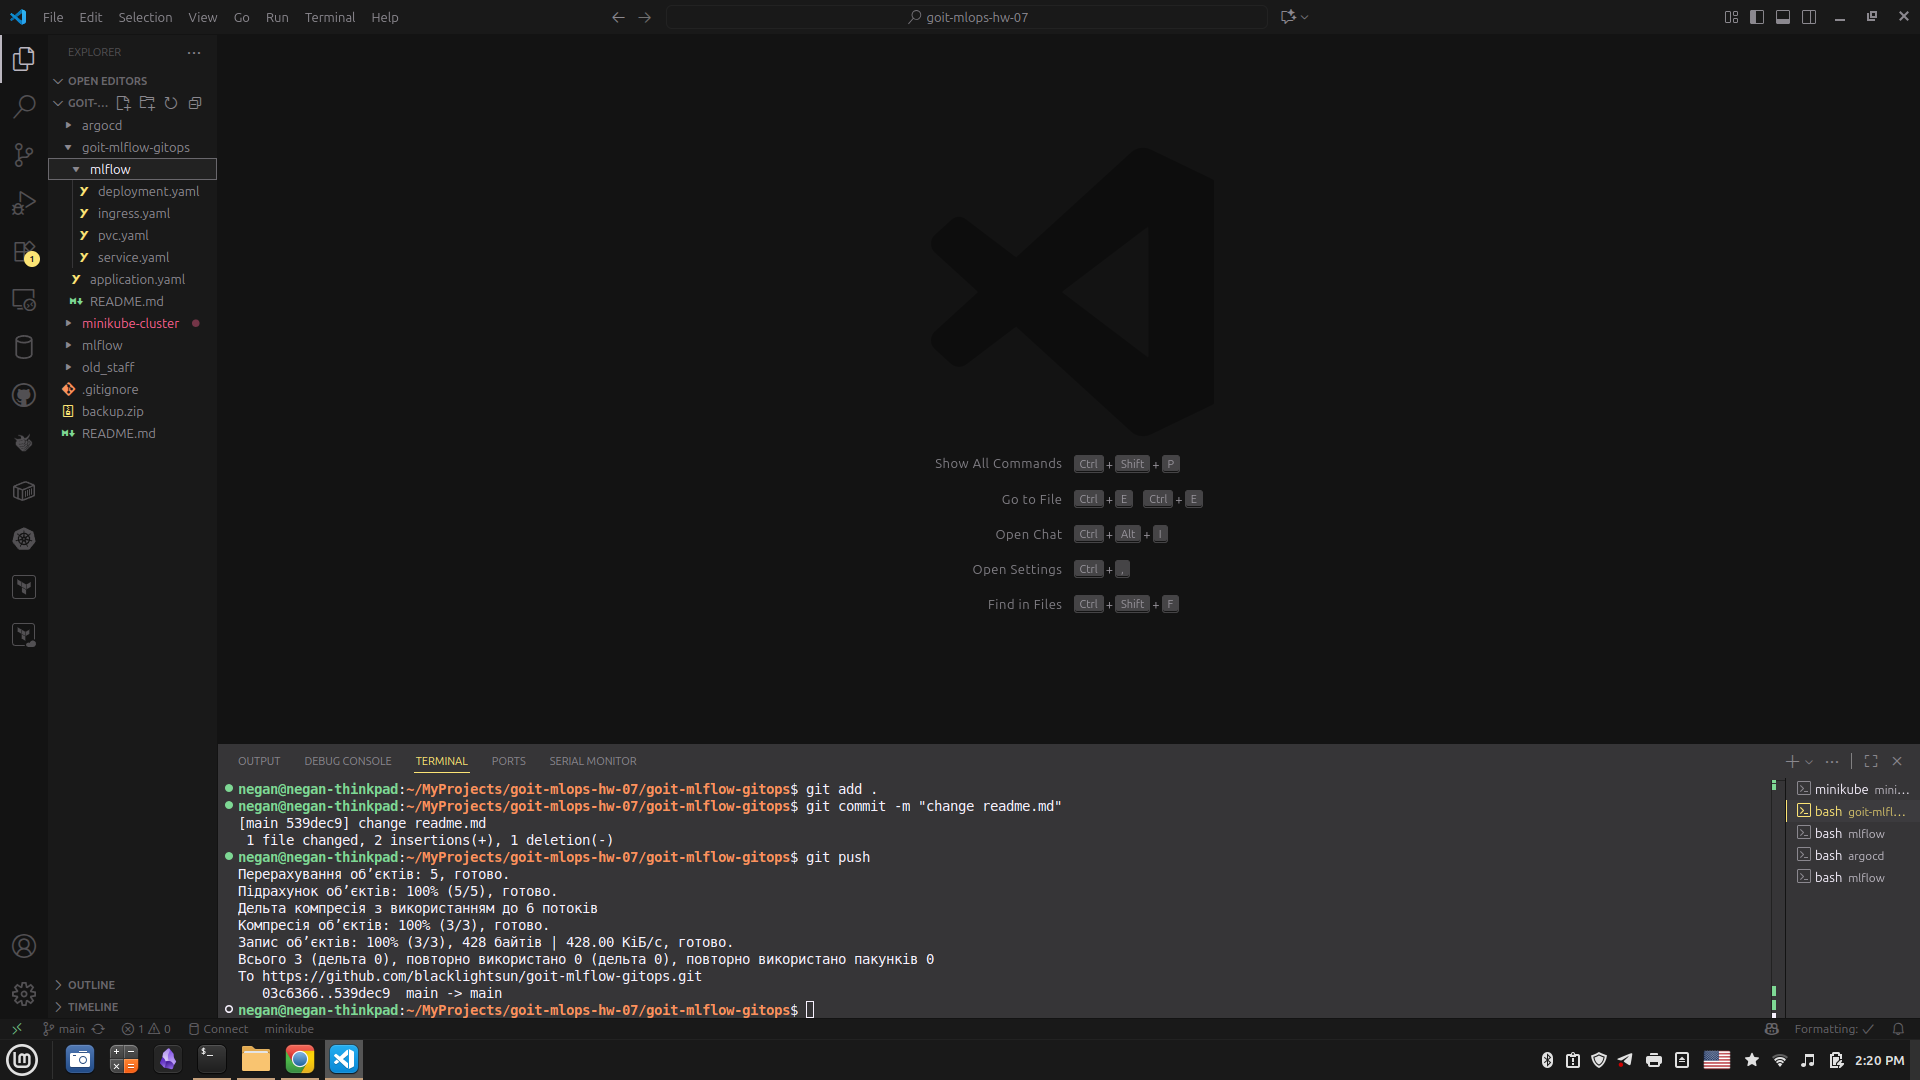 File Edit Selection View Go Run Terminal Help
goit-mlops-hw-07
EXPLORER
OPEN EDITORS
GOIT-...
argocd
goit-mlflow-gitops
mlflow
deployment.yaml
ingress.yaml
pvc.yaml
service.yaml
application.yaml
README.md
minikube-cluster
mlflow
old_staff
.gitignore
backup.zip
README.md
OUTLINE
TIMELINE
1
Show All Commands Ctrl + Shift + P
Go to File Ctrl + E Ctrl + E
Open Chat Ctrl + Alt + I
Open Settings Ctrl + ,
Find in Files Ctrl + Shift + F
OUTPUT DEBUG CONSOLE TERMINAL PORTS SERIAL MONITOR
negan@negan-thinkpad:~/MyProjects/goit-mlops-hw-07/goit-mlflow-gitops$ git add .
negan@negan-thinkpad:~/MyProjects/goit-mlops-hw-07/goit-mlflow-gitops$ git commit -m "change readme.md"
[main 539dec9] change readme.md
1 file changed, 2 insertions(+), 1 deletion(-)
negan@negan-thinkpad:~/MyProjects/goit-mlops-hw-07/goit-mlflow-gitops$ git push
Перерахування об’єктів: 5, готово.
Підрахунок об’єктів: 100% (5/5), готово.
Дельта компресія з використанням до 6 потоків
Компресія об’єктів: 100% (3/3), готово.
Запис об’єктів: 100% (3/3), 428 байтів | 428.00 КіБ/с, готово.
Всього 3 (дельта 0), повторно використано 0 (дельта 0), повторно використано пакунків 0
To https://github.com/blacklightsun/goit-mlflow-gitops.git
03c6366..539dec9 main -> main
negan@negan-thinkpad:~/MyProjects/goit-mlops-hw-07/goit-mlflow-gitops$
minikube mini...
bash goit-mlfl...
bash mlflow
bash argocd
bash mlflow
main 1 0 Connect minikube
Formatting:
2:20 PM